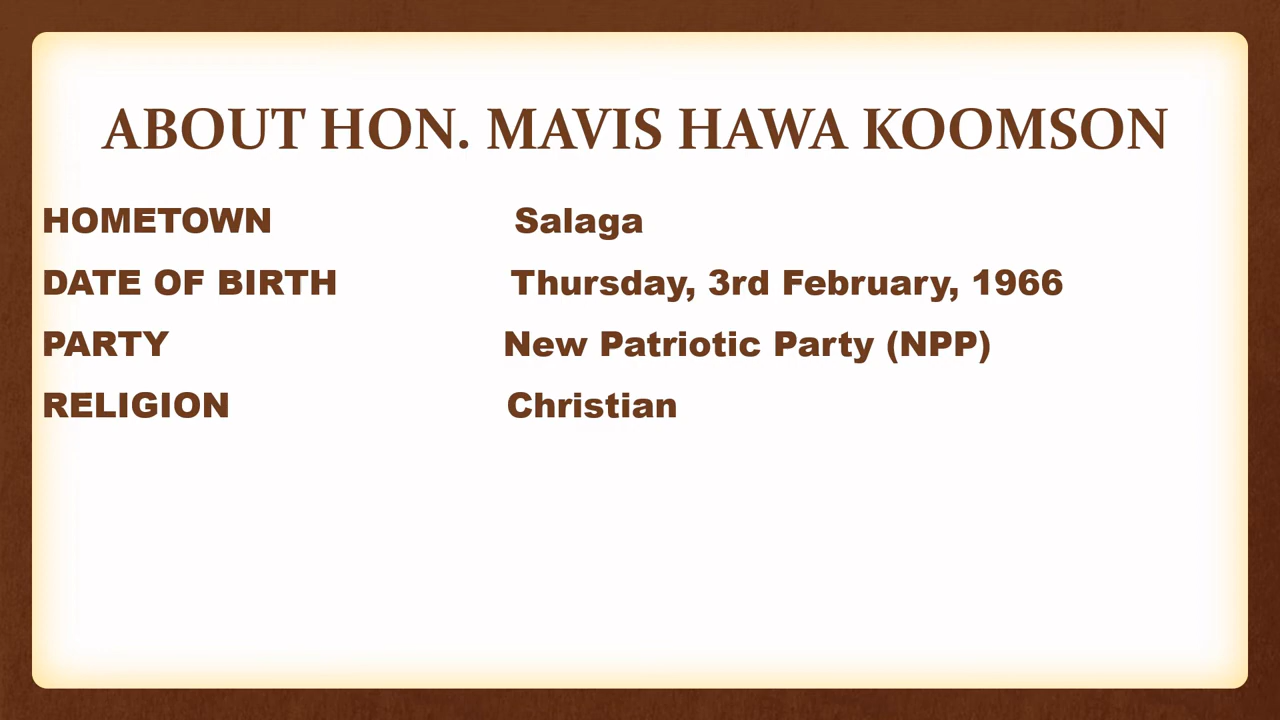 ABOUT HON. MAVIS HAWA KOOMSON
HOMETOWN Salaga
DATE OF BIRTH Thursday, 3rd February, 1966
PARTY New Patriotic Party (NPP)
RELIGION Christian